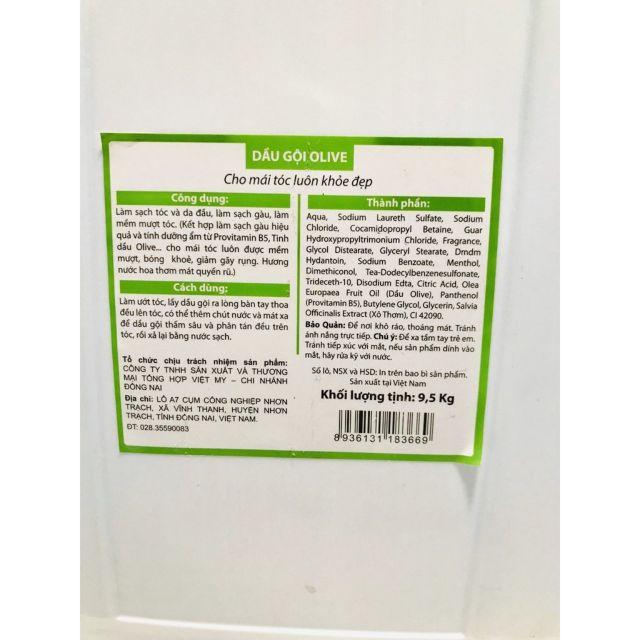 DẦU GỘI OLIVE
Cho mái tóc luôn khỏe đẹp
Công dụng:
Làm sạch tóc và da đầu, làm sạch gàu, làm
mềm mượt tóc. (Kết hợp làm sạch gàu hiệu
quả và tính dưỡng ẩm từ Provitamin B5, Tinh
dầu Olive... cho mái tóc luôn được mềm
mượt, bóng khoẻ, giảm gãy rụng. Hương
nước hoa thơm mát quyến rũ.)
Cách dùng:
Làm ướt tóc, lấy dầu gội ra lòng bàn tay thoa
đều lên tóc, có thể thêm chút nước và mát xa
để dầu gội thấm sâu và phân tán đều trên
tóc, rồi xả lại bằng nước sạch.
Tổ chức chịu trách nhiệm sản phẩm:
CÔNG TY TNHH SẢN XUẤT VÀ THƯƠNG
MẠI TỔNG HỢP VIỆT MY – CHI NHÁNH
ĐỒNG NAI
Địa chỉ: LÔ A7 CỤM CÔNG NGHIỆP NHƠN
TRẠCH, XÃ VĨNH THANH, HUYỆN NHƠN
TRẠCH, TỈNH ĐỒNG NAI, VIỆT NAM.
ĐT: 028.35590083
Thành phần:
Aqua, Sodium Laureth Sulfate, Sodium
Chloride, Cocamidopropyl Betaine, Guar
Hydroxypropyltrimonium Chloride, Fragrance,
Glycol Distearate, Glyceryl Stearate, Dmdm
Hydantoin, Sodium Benzoate, Menthol,
Dimethiconol, Tea-Dodecylbenzenesulfonate,
Trideceth-10, Disodium Edta, Citric Acid, Olea
Europaea Fruit Oil (Dầu Olive), Panthenol
(Provitamin B5), Butylene Glycol, Glycerin, Salvia
Officinalis Extract (Xô Thơm), CI 42090.
Bảo Quản: Để nơi khô ráo, thoáng mát. Tránh
ánh nắng trực tiếp. Chú ý: Để xa tầm tay trẻ em.
Tránh tiếp xúc với mắt, nếu sản phẩm dính vào
mắt, hãy rửa kỹ với nước.
Số lô, NSX và HSD: In trên bao bì sản phẩm.
Sản xuất tại Việt Nam
Khối lượng tịnh: 9,5 Kg
8 936131 183669